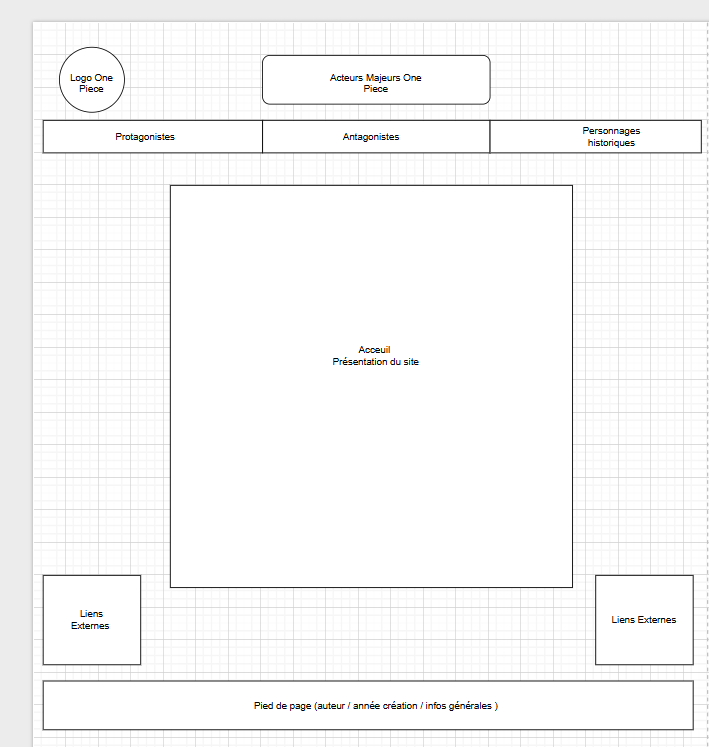 Logo One
Piece
Acteurs Majeurs One
Piece
Protagonistes
Antagonistes
Personnages
historiques
Acceuil
Présentation du site
Liens
Externes
Liens Externes
Pied de page (auteur / année création / infos générales )